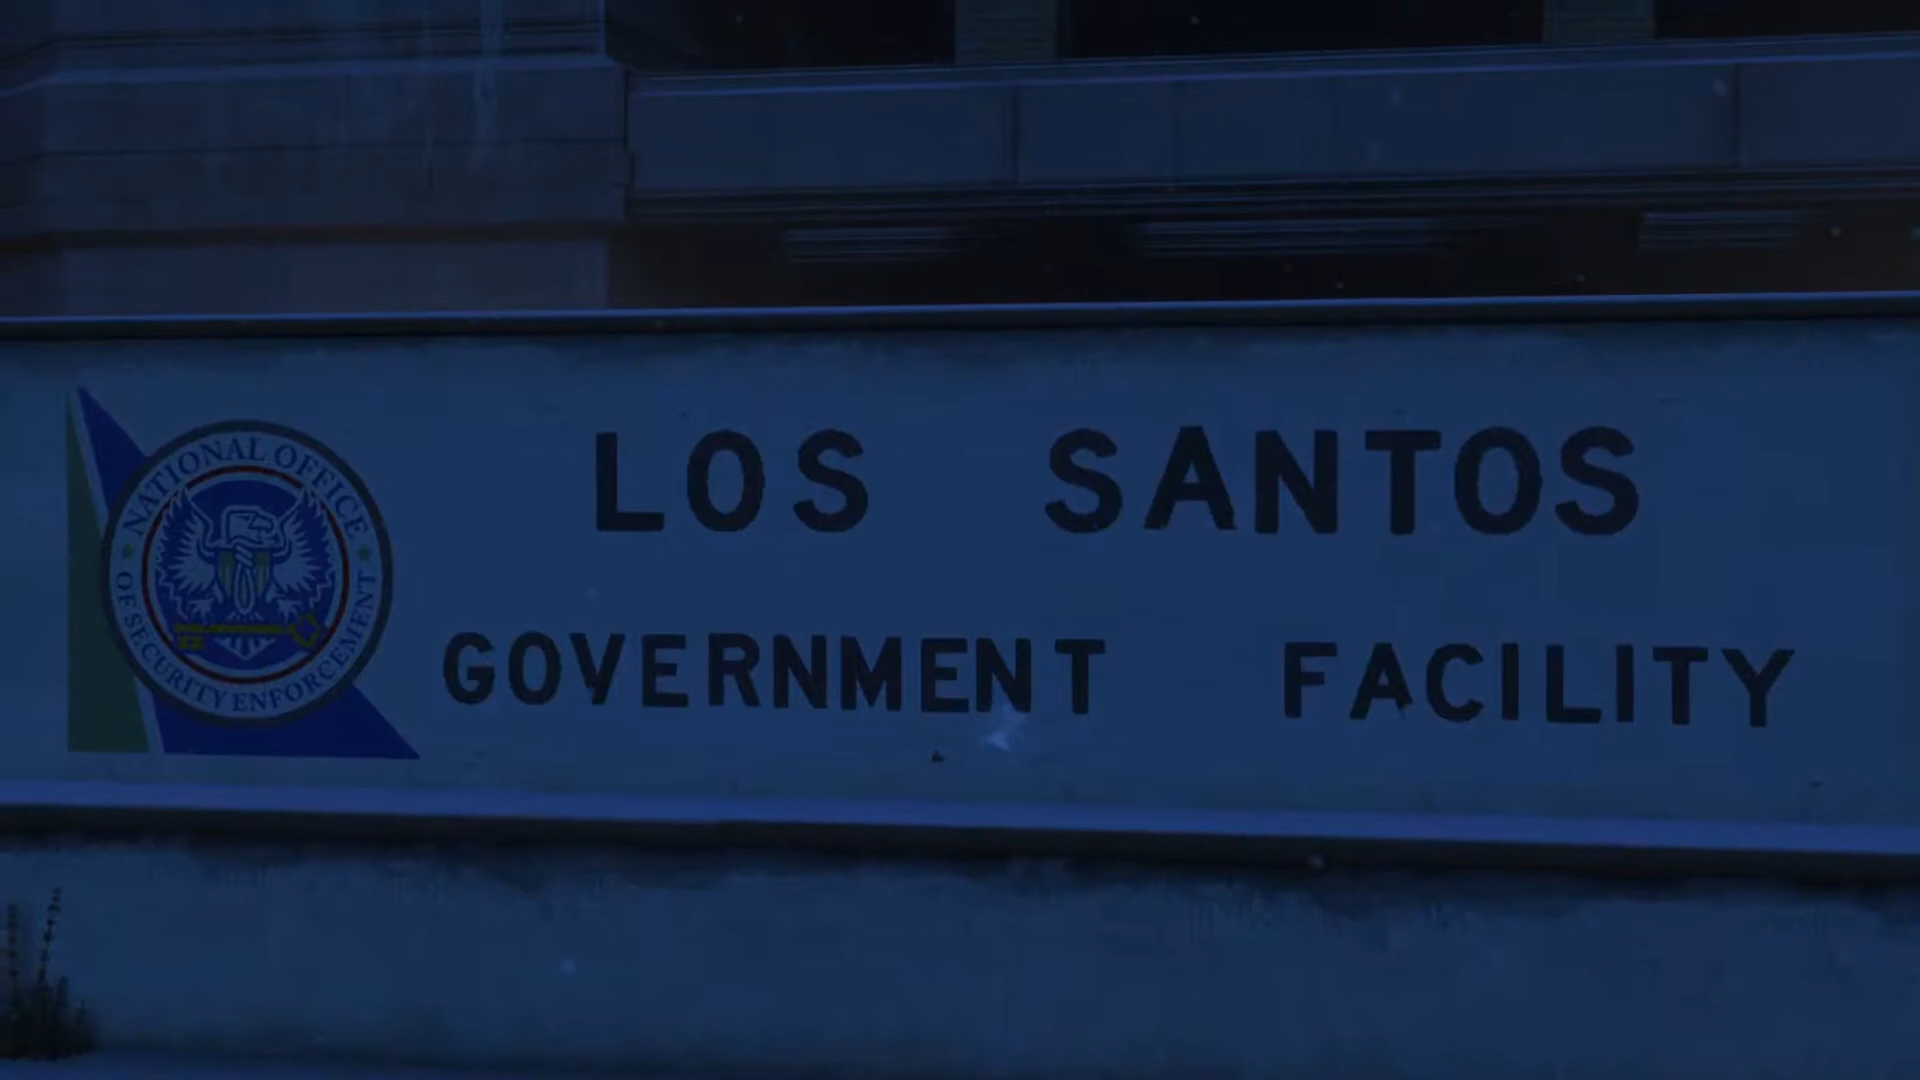 NATIONAL OFFICE
OF SECURITY ENFORCEMENT
LOS SANTOS
GOVERNMENT FACILITY